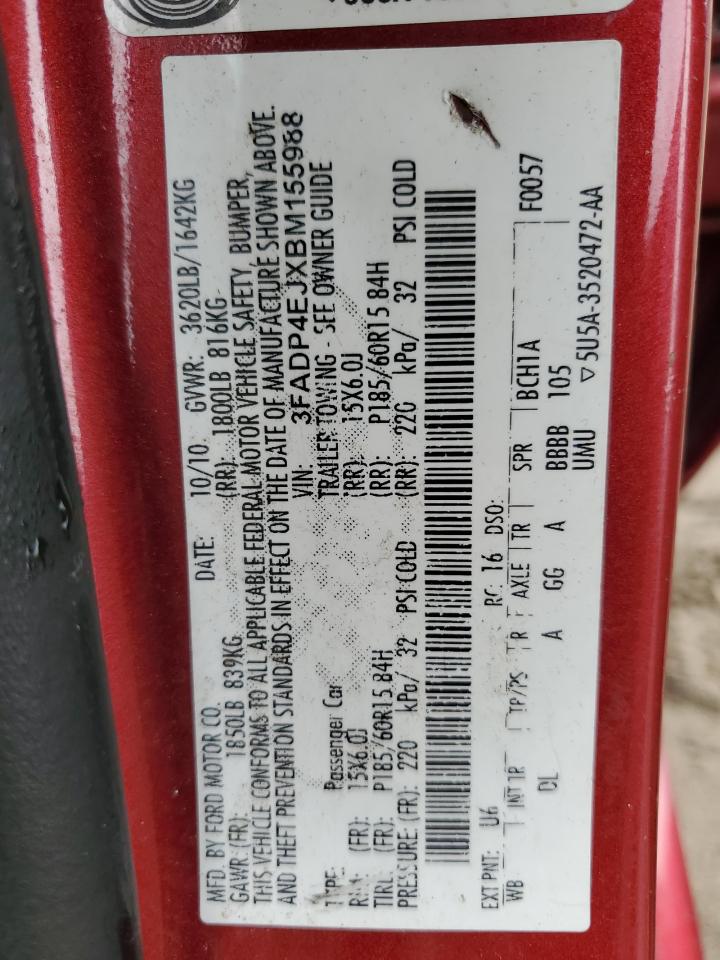 MFD. BY FORD MOTOR CO. DATE: 10/10 GVWR: 3620LB/1642KG
GAWR: (FR): 1850LB 839KG (RR): 1800LB 816KG
THIS VEHICLE CONFORMS TO ALL APPLICABLE FEDERAL MOTOR VEHICLE SAFETY, BUMPER,
AND THEFT PREVENTION STANDARDS IN EFFECT ON THE DATE OF MANUFACTURE SHOWN ABOVE.
VIN: 3FADP4EJXBM155988
TYPE: Passenger Car TRAILER TOWING - SEE OWNER GUIDE
RIM: (FR): 15X6.0J (RR): 15X6.0J
TIRE: (FR): P185/60R15 84H (RR): P185/60R15 84H
PRESSURE (FR): 220 kPa/ 32 PSI COLD (RR): 220 kPa/ 32 PSI COLD
EXT PNT: U6 RC: 16 DSO: F0057
WB INT TR TP/PS R AXLE TR SPR BCH1A
DL A GG A BBBB 105
UMU ▽5U5A-3520472-AA